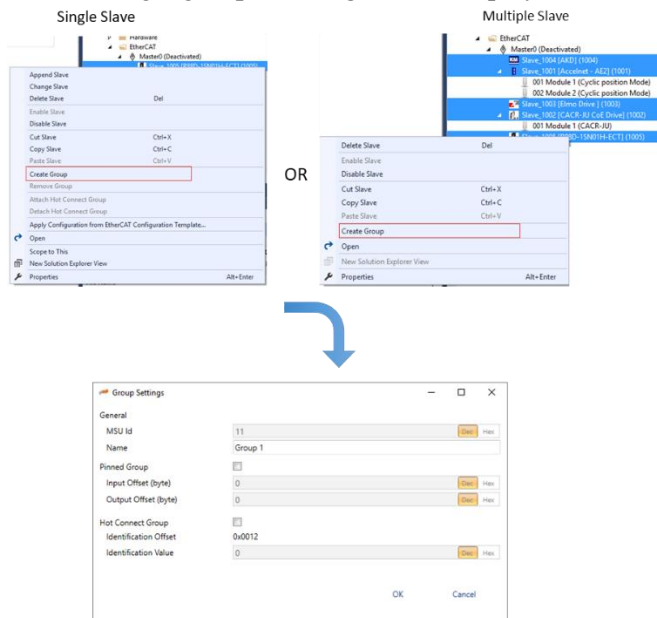 Single Slave
Multiple Slave
Hardware
EtherCAT
Master0 (Deactivated)
Append Slave
Change Slave
Delete Slave Del
Enable Slave
Disable Slave
Cut Slave Ctrl+X
Copy Slave Ctrl+C
Paste Slave Ctrl+V
Create Group
Remove Group
Attach Hot Connect Group
Detach Hot Connect Group
Apply Configuration from EtherCAT Configuration Template...
Open
Scope to This
New Solution Explorer View
Properties Alt+Enter
OR
EtherCAT
Master0 (Deactivated)
Slave_1004 [AKD] (1004)
Slave_1001 [Accelnet - AE2] (1001)
001 Module 1 (Cyclic position Mode)
002 Module 2 (Cyclic position Mode)
Slave_1003 [Elmo Drive ] (1003)
Slave_1002 [CACR-JU CoE Drive] (1002)
001 Module 1 (CACR-JU)
Delete Slave Del
Enable Slave
Disable Slave
Cut Slave Ctrl+X
Copy Slave Ctrl+C
Paste Slave Ctrl+V
Create Group
Open
New Solution Explorer View
Properties Alt+Enter
Group Settings
General
MSU Id 11 Dec Hex
Name Group 1
Pinned Group
Input Offset (byte) 0 Dec Hex
Output Offset (byte) 0 Dec Hex
Hot Connect Group
Identification Offset 0x0012
Identification Value 0 Dec Hex
OK Cancel